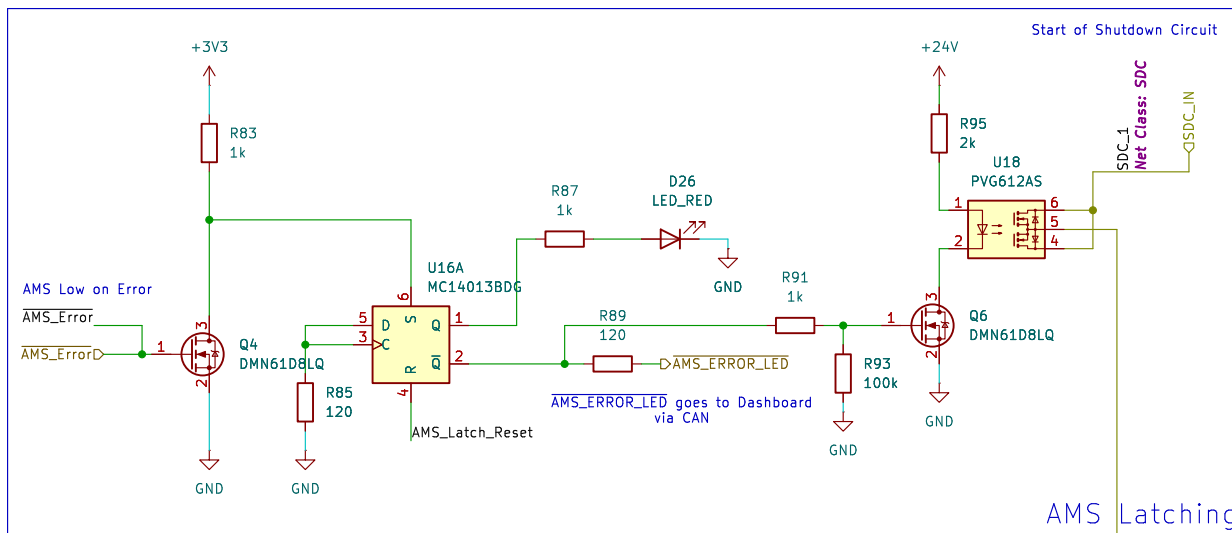 Start of Shutdown Circuit
+3V3
+24V
Net Class: SDC
SDC_1
SDC_IN
R83
1k
R95
2k
U18
PVG612AS
D26
LED_RED
R87
1k
1
2
6
5
4
AMS Low on Error
AMS_Error
AMS_Error
U16A
MC14013BDG
6
S
5
D
Q
1
3
C
Q
2
R
4
GND
R91
1k
R89
120
3
1
2
Q4
DMN61D8LQ
3
1
2
Q6
DMN61D8LQ
AMS_ERROR_LED
R85
120
R93
100k
AMS_ERROR_LED goes to Dashboard
via CAN
AMS_Latch_Reset
GND
GND
GND
GND
AMS Latching